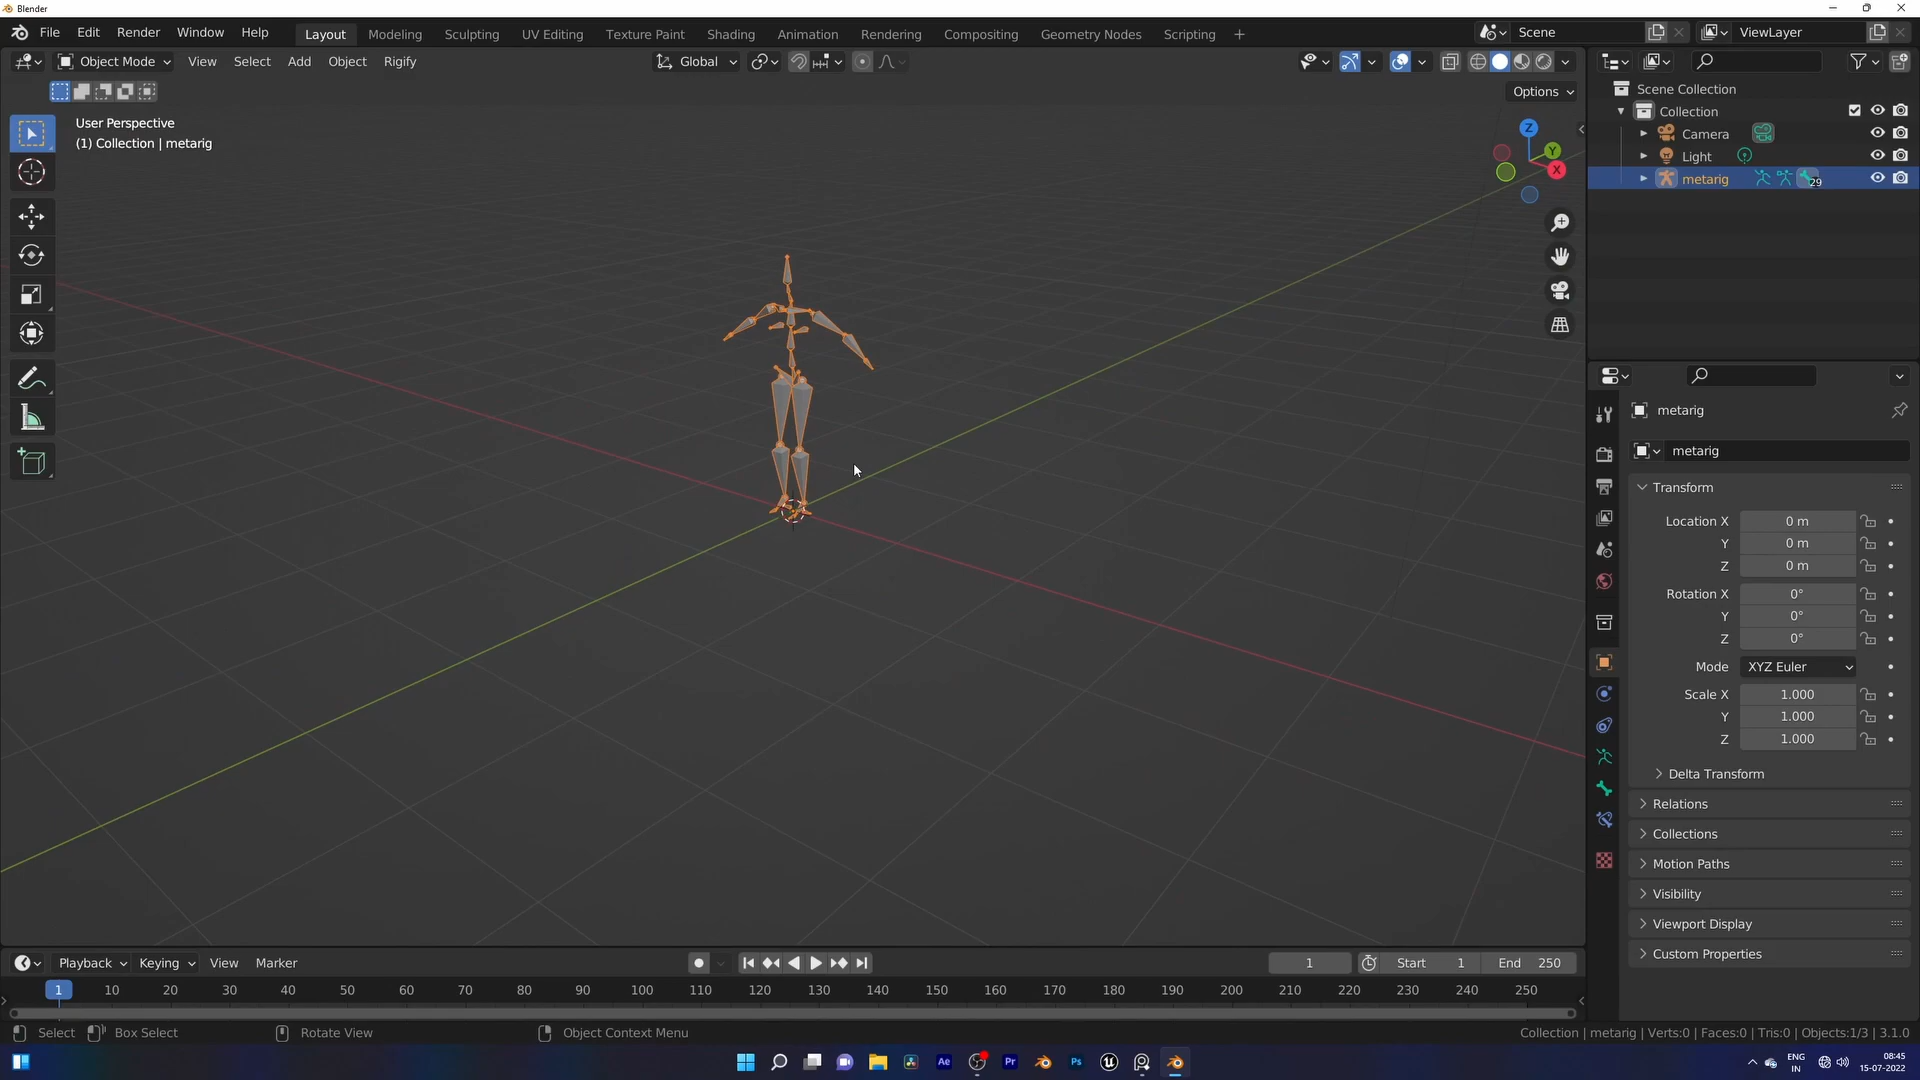 Blender
File Edit Render Window Help Layout Modeling Sculpting UV Editing Texture Paint Shading Animation Rendering Compositing Geometry Nodes Scripting Scene ViewLayer
Object Mode View Select Add Object Rigify Global
Options
User Perspective
(1) Collection | metarig
Z
Y
X
Scene Collection
Collection
Camera
Light
metarig 29
metarig
metarig
Transform
Location X 0 m
Y 0 m
Z 0 m
Rotation X 0°
Y 0°
Z 0°
Mode XYZ Euler
Scale X 1.000
Y 1.000
Z 1.000
Delta Transform
Relations
Collections
Motion Paths
Visibility
Viewport Display
Custom Properties
Playback Keying View Marker 1 Start 1 End 250
1 10 20 30 40 50 60 70 80 90 100 110 120 130 140 150 160 170 180 190 200 210 220 230 240 250
Select Box Select Rotate View Object Context Menu Collection | metarig | Verts:0 | Faces:0 | Tris:0 | Objects:1/3 | 3.1.0
Ae Pr Ps
ENG
IN
08:45
15-07-2022